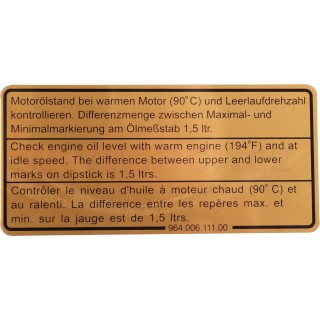 Motorölstand bei warmen Motor (90°C) und Leerlaufdrehzahl
kontrollieren. Differenzmenge zwischen Maximal- und
Minimalmarkierung am Ölmeßstab 1,5 ltr.
Check engine oil level with warm engine (194°F) and at
idle speed. The difference between upper and lower
marks on dipstick is 1,5 ltrs.
Contrôler le niveau d'huile à moteur chaud (90°C) et
au ralenti. La différence entre les repères max. et
min. sur la jauge est de 1,5 ltrs.
964.006.111.00